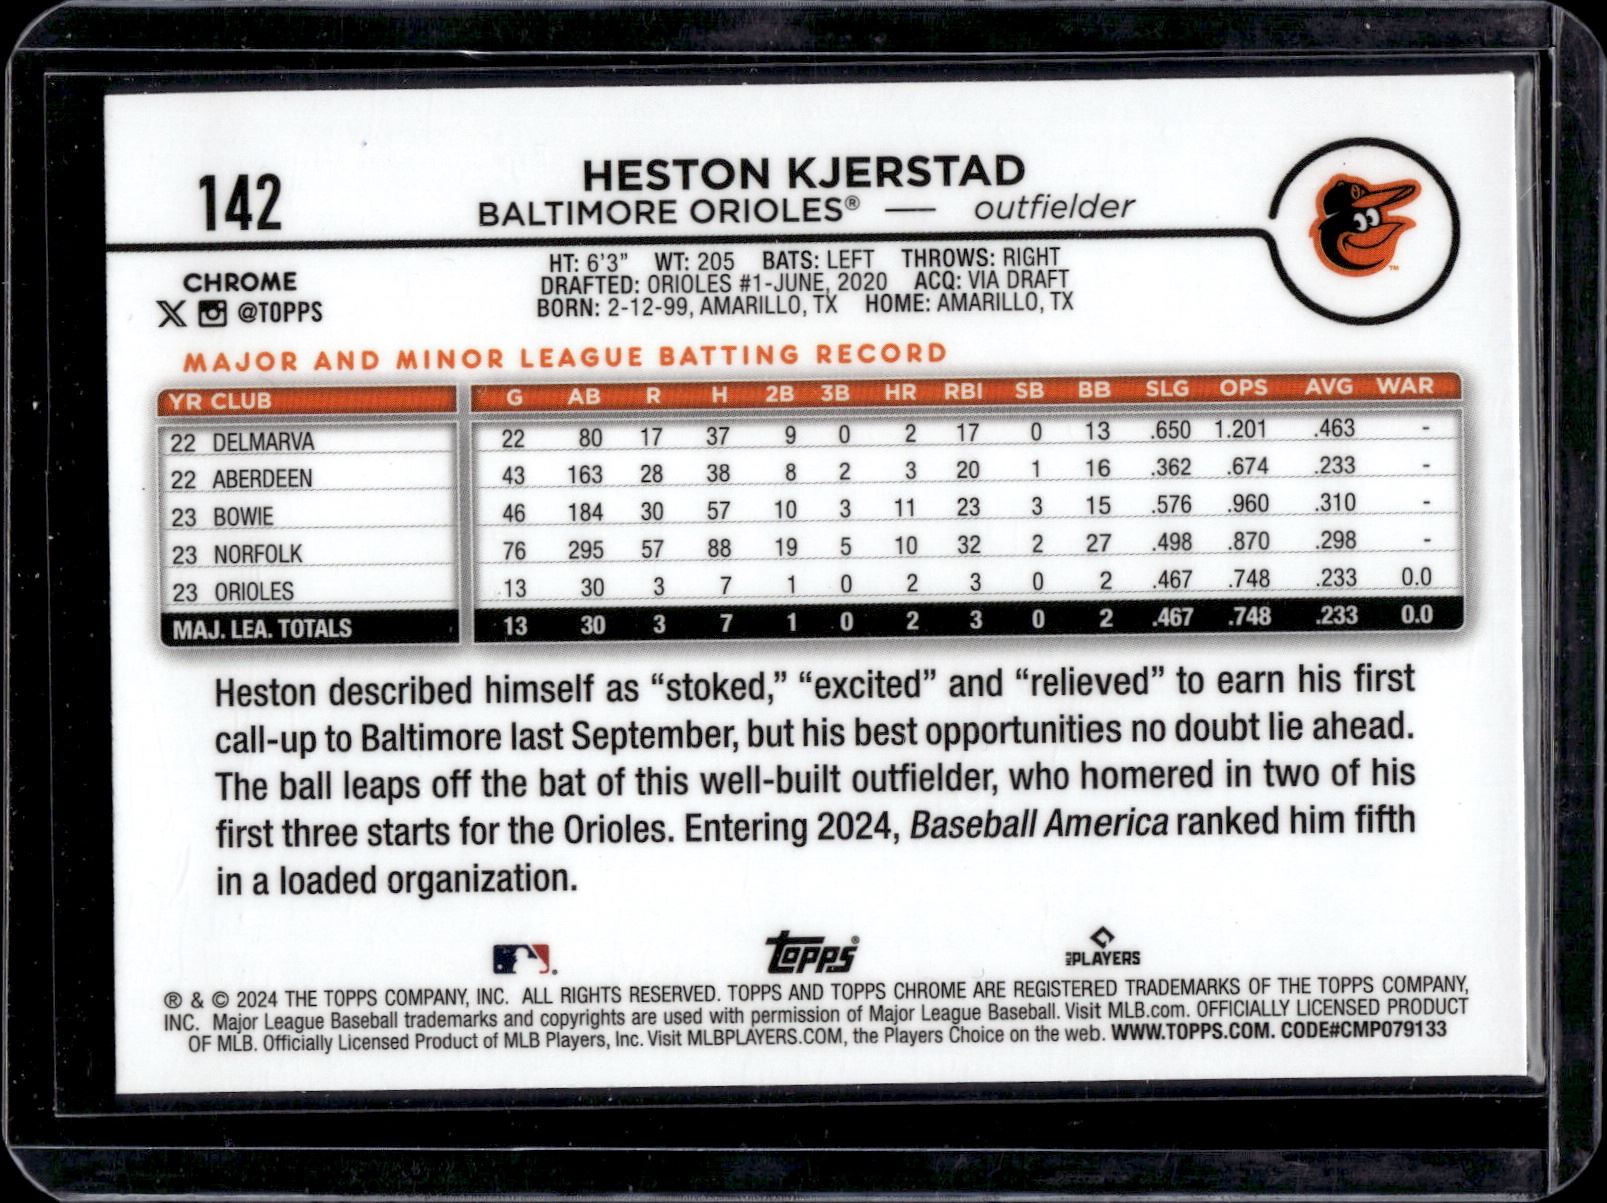 142
HESTON KJERSTAD
BALTIMORE ORIOLES® — outfielder
CHROME
@TOPPS
HT: 6'3" WT: 205 BATS: LEFT THROWS: RIGHT
DRAFTED: ORIOLES #1-JUNE, 2020 ACQ: VIA DRAFT
BORN: 2-12-99, AMARILLO, TX HOME: AMARILLO, TX
MAJOR AND MINOR LEAGUE BATTING RECORD
YR CLUB G AB R H 2B 3B HR RBI SB BB SLG OPS AVG WAR
22 DELMARVA 22 80 17 37 9 0 2 17 0 13 .650 1.201 .463 -
22 ABERDEEN 43 163 28 38 8 2 3 20 1 16 .362 .674 .233 -
23 BOWIE 46 184 30 57 10 3 11 23 3 15 .576 .960 .310 -
23 NORFOLK 76 295 57 88 19 5 10 32 2 27 .498 .870 .298 -
23 ORIOLES 13 30 3 7 1 0 2 3 0 2 .467 .748 .233 0.0
MAJ. LEA. TOTALS 13 30 3 7 1 0 2 3 0 2 .467 .748 .233 0.0
Heston described himself as “stoked,” “excited” and “relieved” to earn his first
call-up to Baltimore last September, but his best opportunities no doubt lie ahead.
The ball leaps off the bat of this well-built outfielder, who homered in two of his
first three starts for the Orioles. Entering 2024, Baseball America ranked him fifth
in a loaded organization.
Topps®
MLB PLAYERS
® & © 2024 THE TOPPS COMPANY, INC. ALL RIGHTS RESERVED. TOPPS AND TOPPS CHROME ARE REGISTERED TRADEMARKS OF THE TOPPS COMPANY,
INC. Major League Baseball trademarks and copyrights are used with permission of Major League Baseball. Visit MLB.com. OFFICIALLY LICENSED PRODUCT
OF MLB. Officially Licensed Product of MLB Players, Inc. Visit MLBPLAYERS.COM, the Players Choice on the web. WWW.TOPPS.COM. CODE#CMP079133